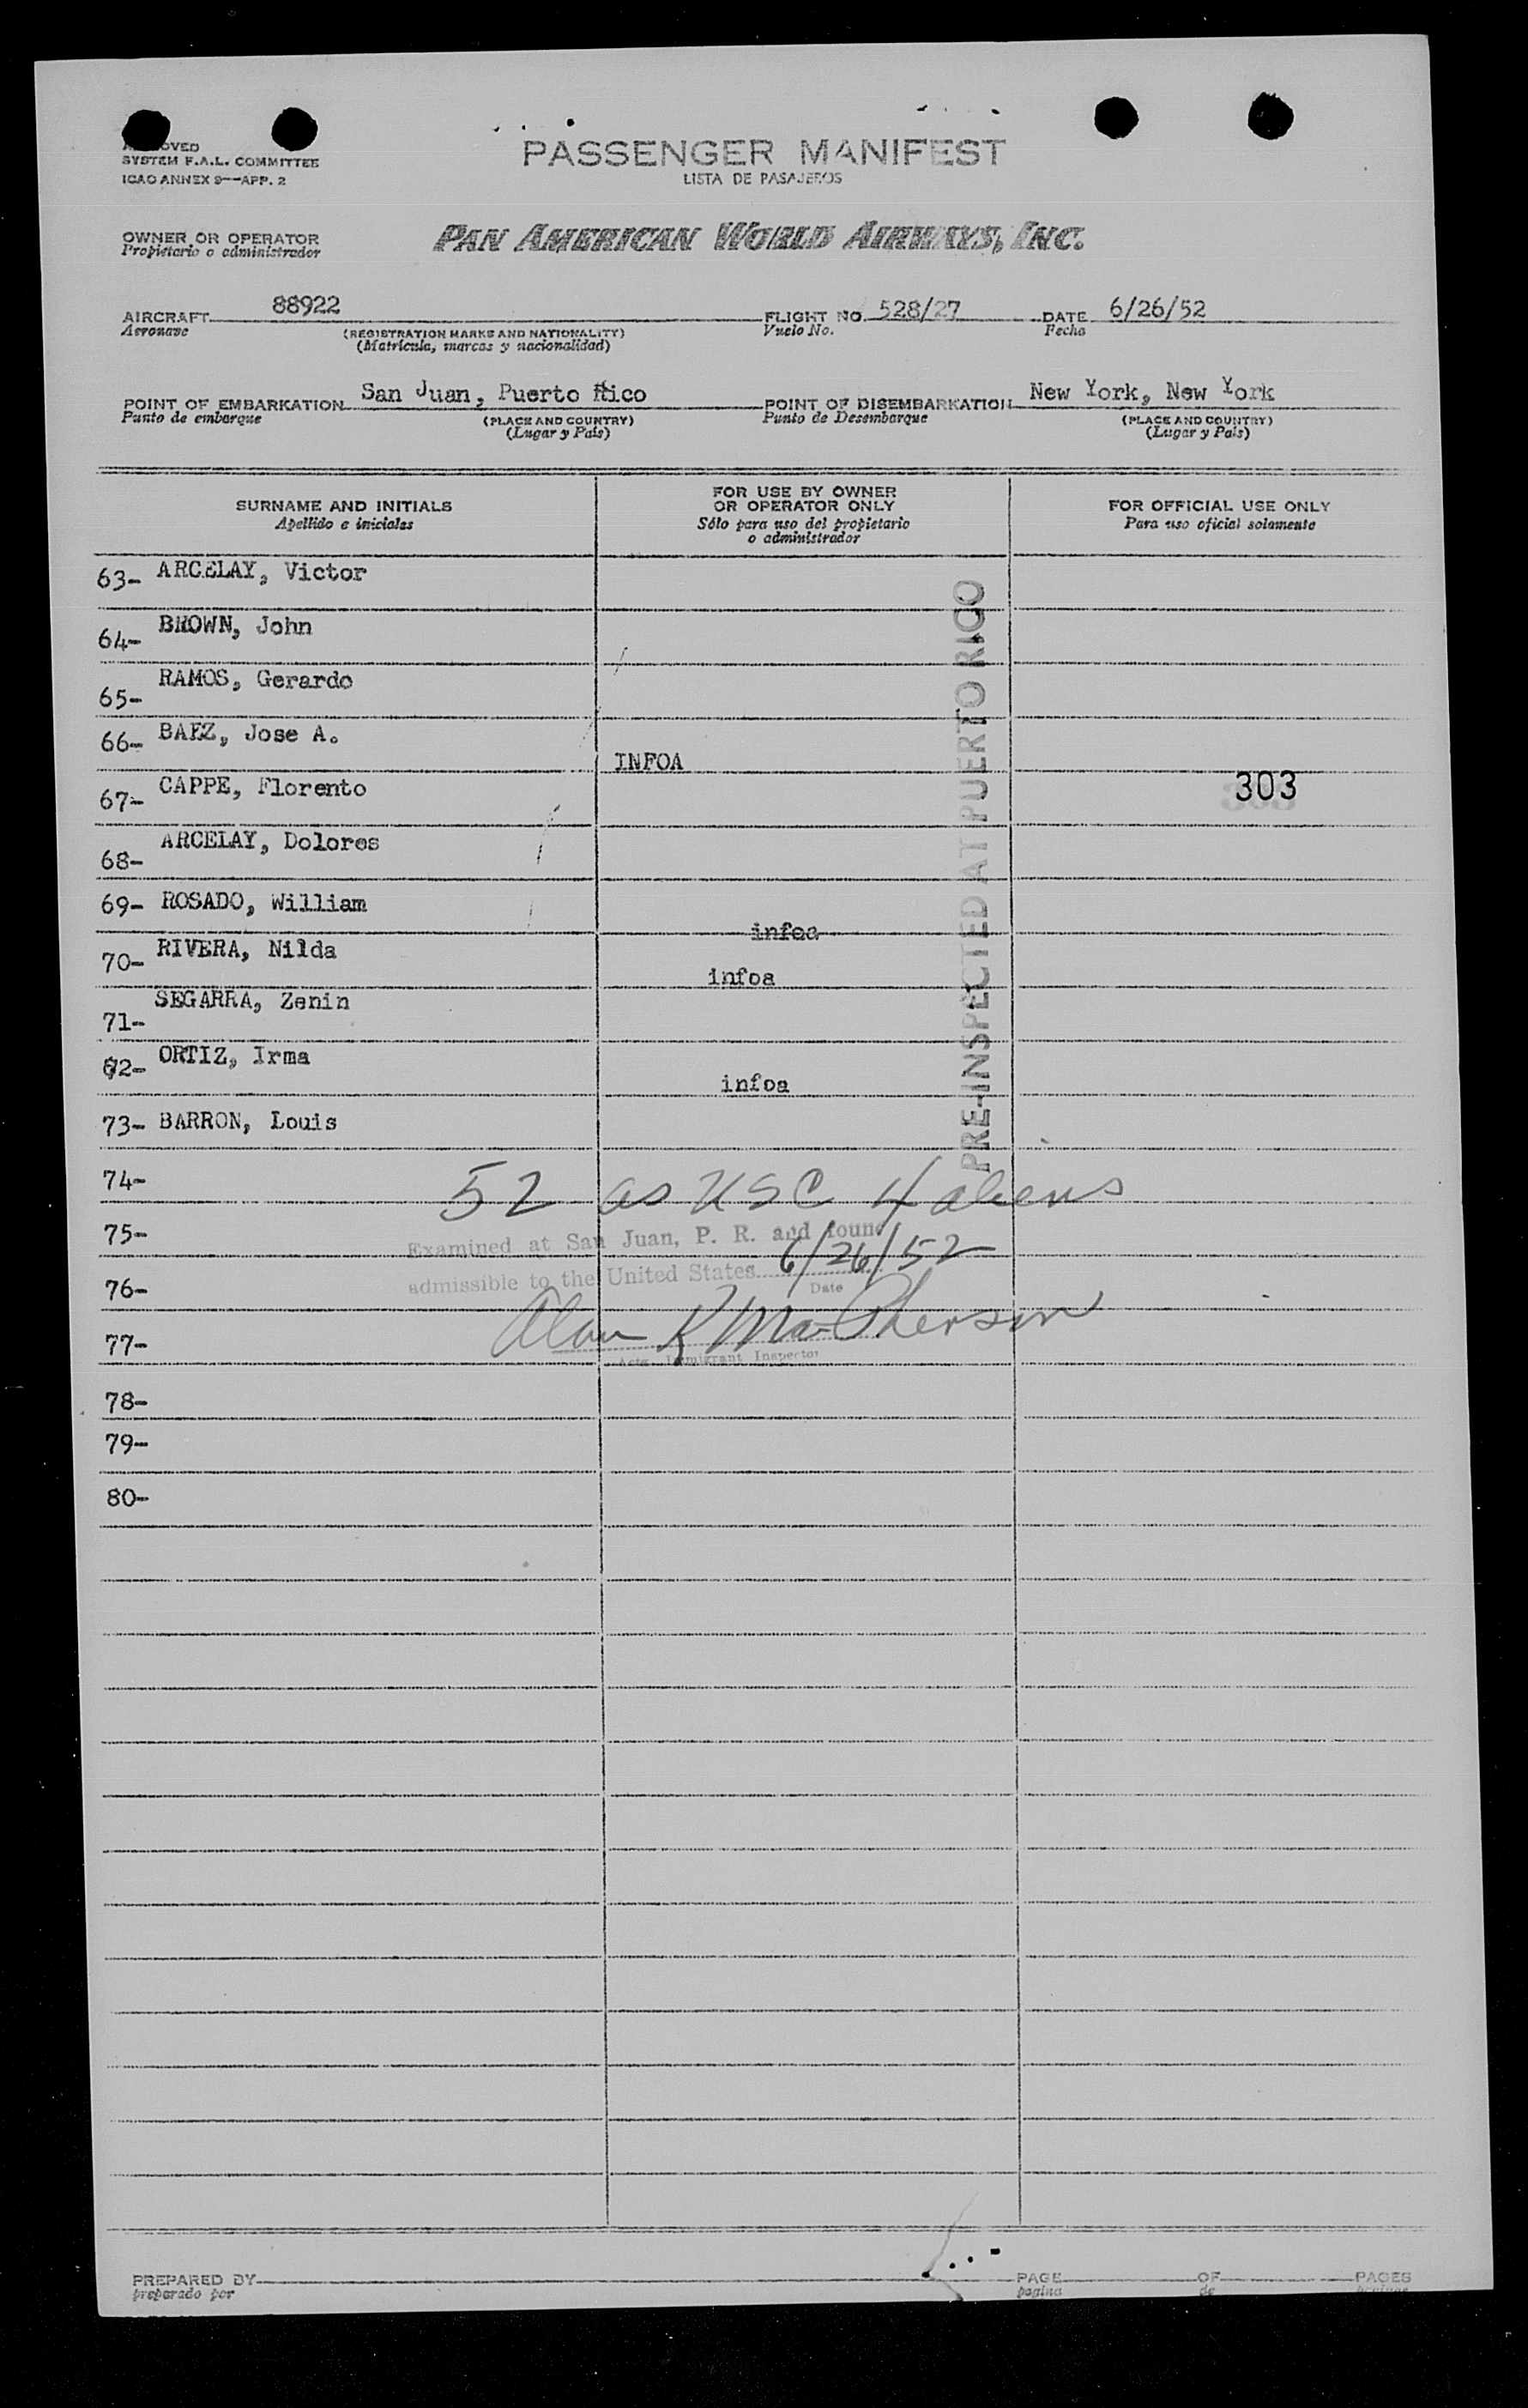 OVED
SYSTEM F.A.L. COMMITTEE
ICAO ANNEX 9--APP. 2
PASSENGER MANIFEST
LISTA DE PASAJEROS
OWNER OR OPERATOR
Propietario o administrador
PAN AMERICAN WORLD AIRWAYS, INC.
AIRCRAFT 88922
Aeronave
(REGISTRATION MARKS AND NATIONALITY)
(Matrícula, marcas y nacionalidad)
FLIGHT NO. 528/27
Vuelo No.
DATE 6/26/52
Fecha
POINT OF EMBARKATION San Juan, Puerto Rico
Punto de embarque
(PLACE AND COUNTRY)
(Lugar y País)
POINT OF DISEMBARKATION New York, New York
Punto de Desembarque
(PLACE AND COUNTRY)
(Lugar y País)
SURNAME AND INITIALS
Apellido e iniciales
FOR USE BY OWNER
OR OPERATOR ONLY
Sólo para uso del propietario
o administrador
FOR OFFICIAL USE ONLY
Para uso oficial solamente
63- ARCELAY, Victor
64- BROWN, John
65- RAMOS, Gerardo
66- BAEZ, Jose A.
INFOA
67- CAPPE, Florento
303
68- ARCELAY, Dolores
69- ROSADO, William
infoa
70- RIVERA, Nilda
infoa
71- SEGARRA, Zenin
72- ORTIZ, Irma
infoa
73- BARRON, Louis
PRE-INSPECTED AT PUERTO RICO
74-
52 as USC 4 aliens
75-
Examined at San Juan, P. R. and found
admissible to the United States 6/26/52
Date
76-
Alan R MacPherson
77-
Immigrant Inspector
78-
79-
80-
PREPARED BY
preparado por
PAGE OF PAGES
pagina de